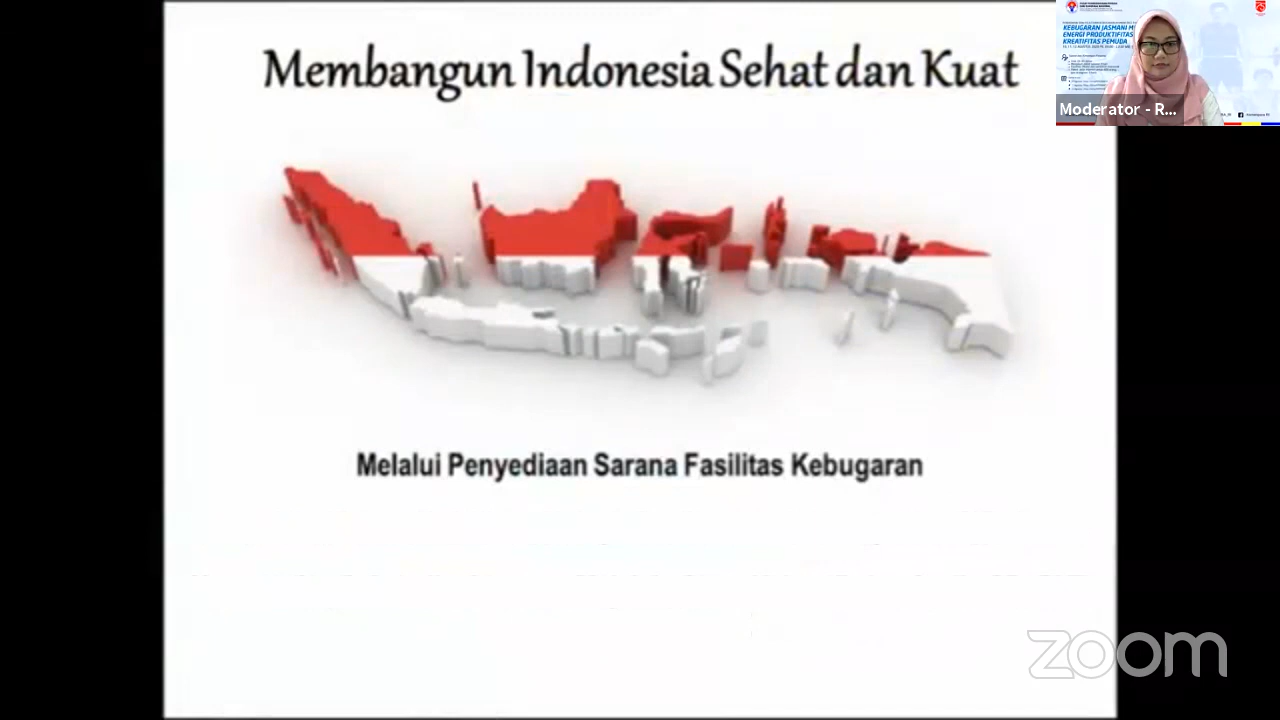 Membangun Indonesia Sehat dan Kuat
Melalui Penyediaan Sarana Fasilitas Kebugaran
KEBUGARAN JASMANI M
ENERGI PRODUKTIFITAS
KREATIFITAS PEMUDA
Moderator - R...
zoom